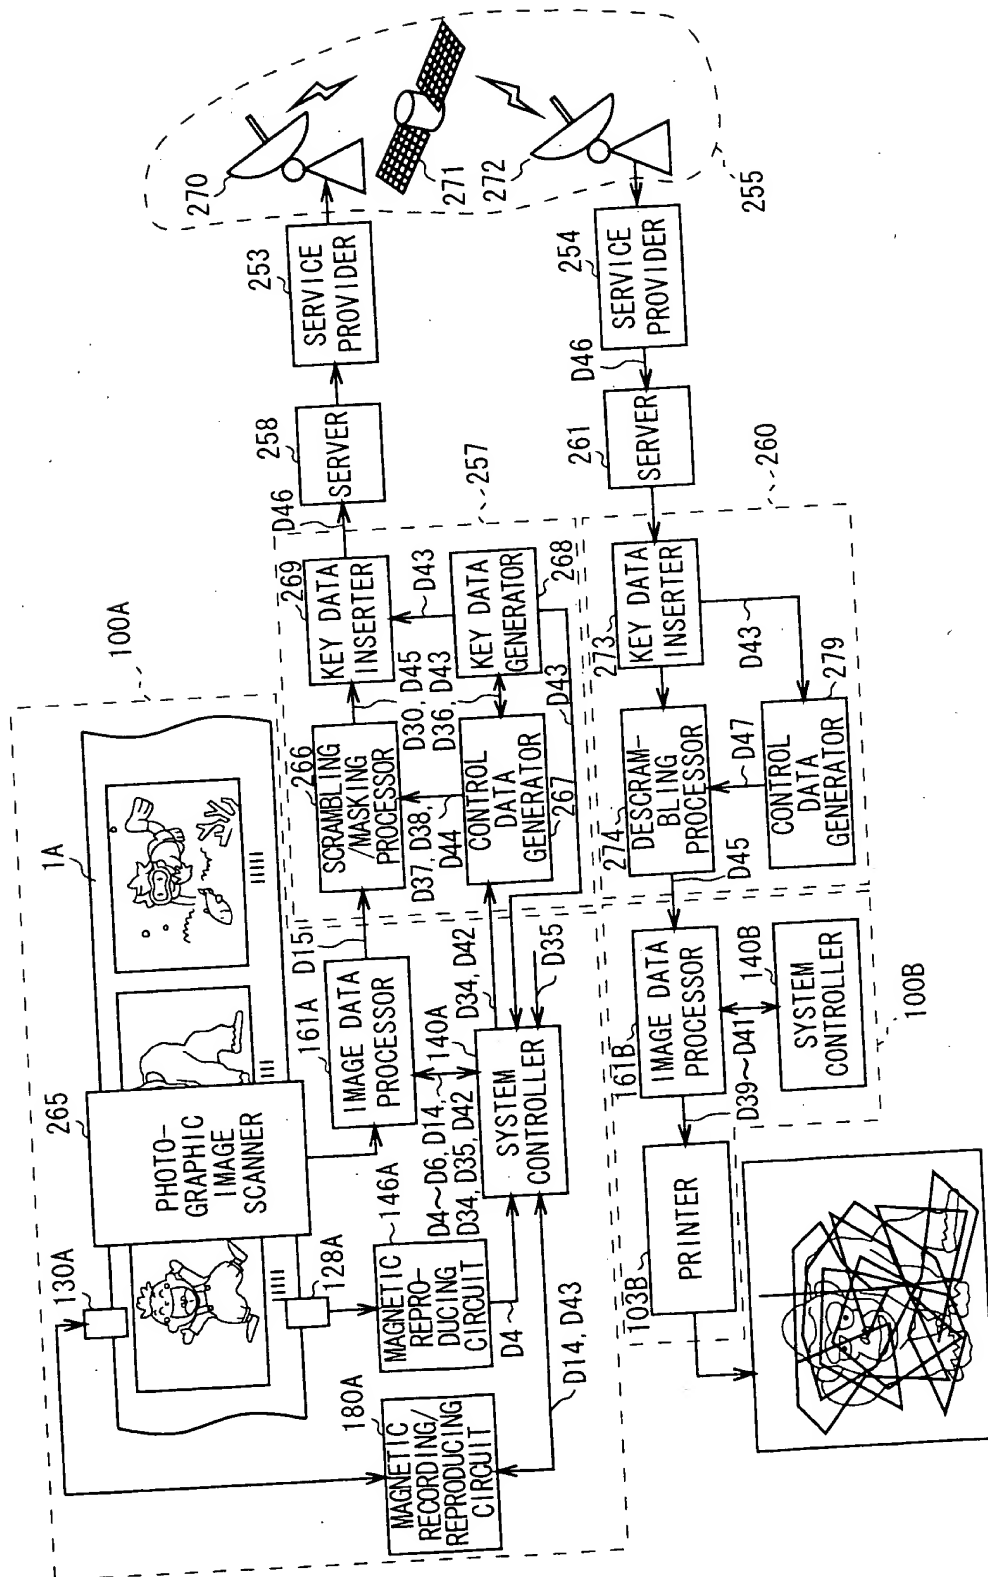 100A
1A
265
PHOTO-
GRAPHIC
IMAGE
SCANNER
130A
128A
180A
MAGNETIC
RECORDING/
REPRODUCING
CIRCUIT
146A
MAGNETIC
REPRO-
DUCING
CIRCUIT
D4
D14, D43
161A
IMAGE DATA
PROCESSOR
D15
D4~D6, D14,
D34, D35, D42
140A
SYSTEM
CONTROLLER
D34, D42
D35
266
SCRAMBLING
/MASKING
PROCESSOR
D37, D38,
D44
CONTROL
DATA
GENERATOR
267
D30, D45
D36, D43
269
KEY DATA
INSERTER
D43
KEY DATA
GENERATOR
268
D43
257
D46
258
SERVER
253
SERVICE
PROVIDER
270
271
272
255
254
SERVICE
PROVIDER
D46
261
SERVER
260
273
KEY DATA
INSERTER
D43
279
CONTROL
DATA
GENERATOR
D47
274
DESCRAM-
BLING
PROCESSOR
D45
161B
IMAGE DATA
PROCESSOR
140B
SYSTEM
CONTROLLER
D39~D41
100B
103B
PRINTER